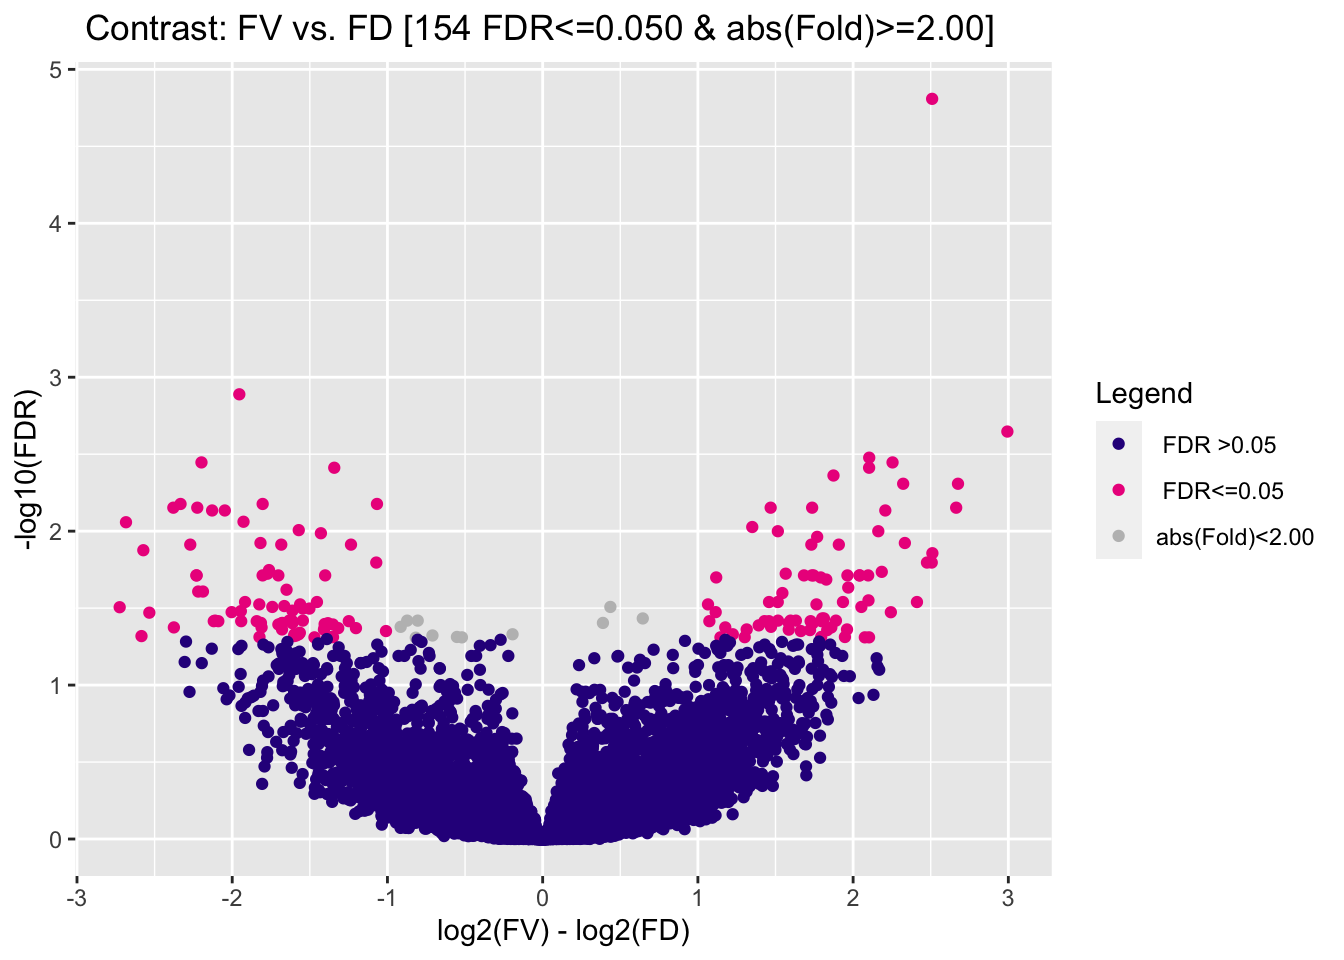 Contrast: FV vs. FD [154 FDR<=0.050 & abs(Fold)>=2.00]
5
4
3
2
1
0
-log10(FDR)
-3 -2 -1 0 1 2 3
log2(FV) - log2(FD)
Legend
FDR >0.05
FDR<=0.05
abs(Fold)<2.00